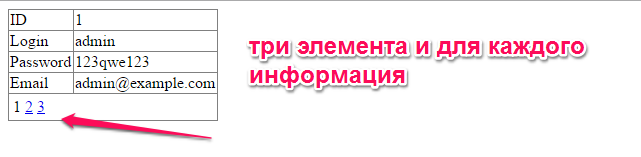 ID 1
Login admin
Password 123qwe123
Email admin@example.com
1 2 3
три элемента и для каждого
информация